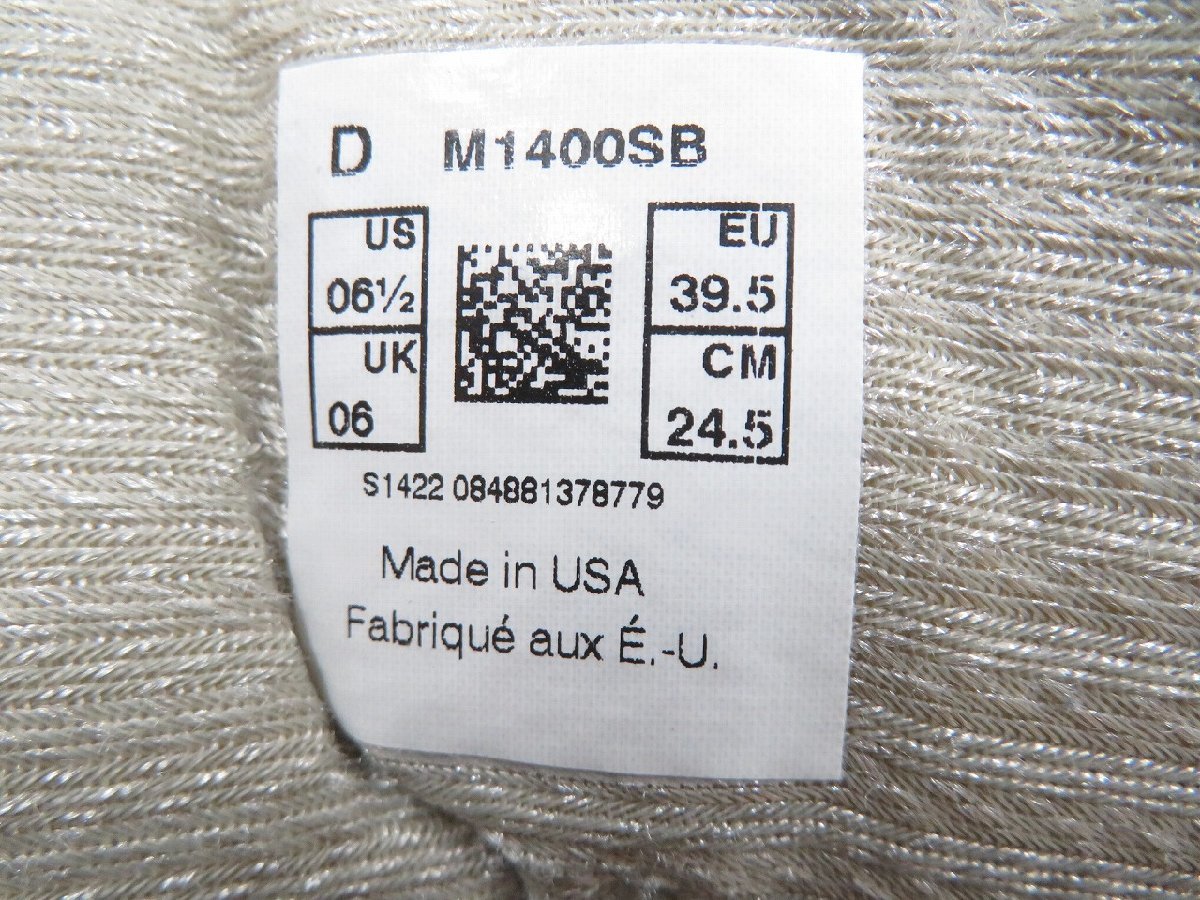 D M1400SB
US
06½
UK
06
EU
39.5
CM
24.5
S1422 084881378779
Made in USA
Fabriqué aux É.-U.